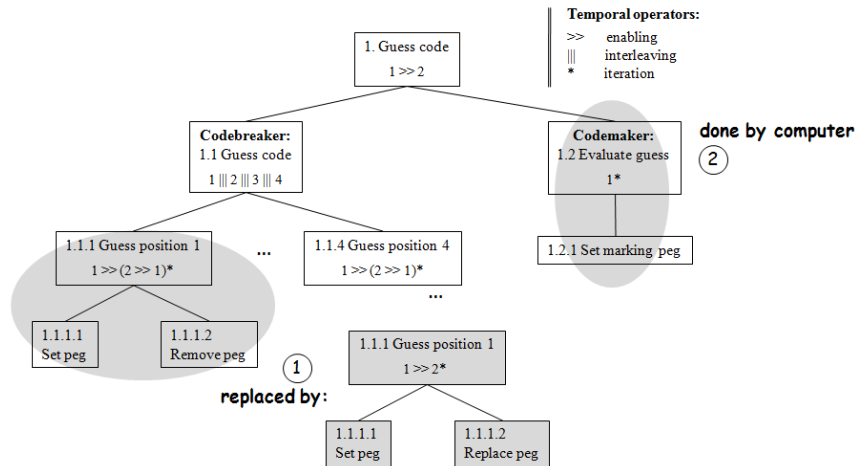 Temporal operators:
>> enabling
||| interleaving
* iteration
1. Guess code
1 >> 2
Codebreaker:
1.1 Guess code
1 ||| 2 ||| 3 ||| 4
Codemaker:
1.2 Evaluate guess
1*
done by computer
2
1.1.1 Guess position 1
1 >> (2 >> 1)*
...
1.1.4 Guess position 4
1 >> (2 >> 1)*
...
1.2.1 Set marking peg
1.1.1.1
Set peg
1.1.1.2
Remove peg
1
replaced by:
1.1.1 Guess position 1
1 >> 2*
1.1.1.1
Set peg
1.1.1.2
Replace peg